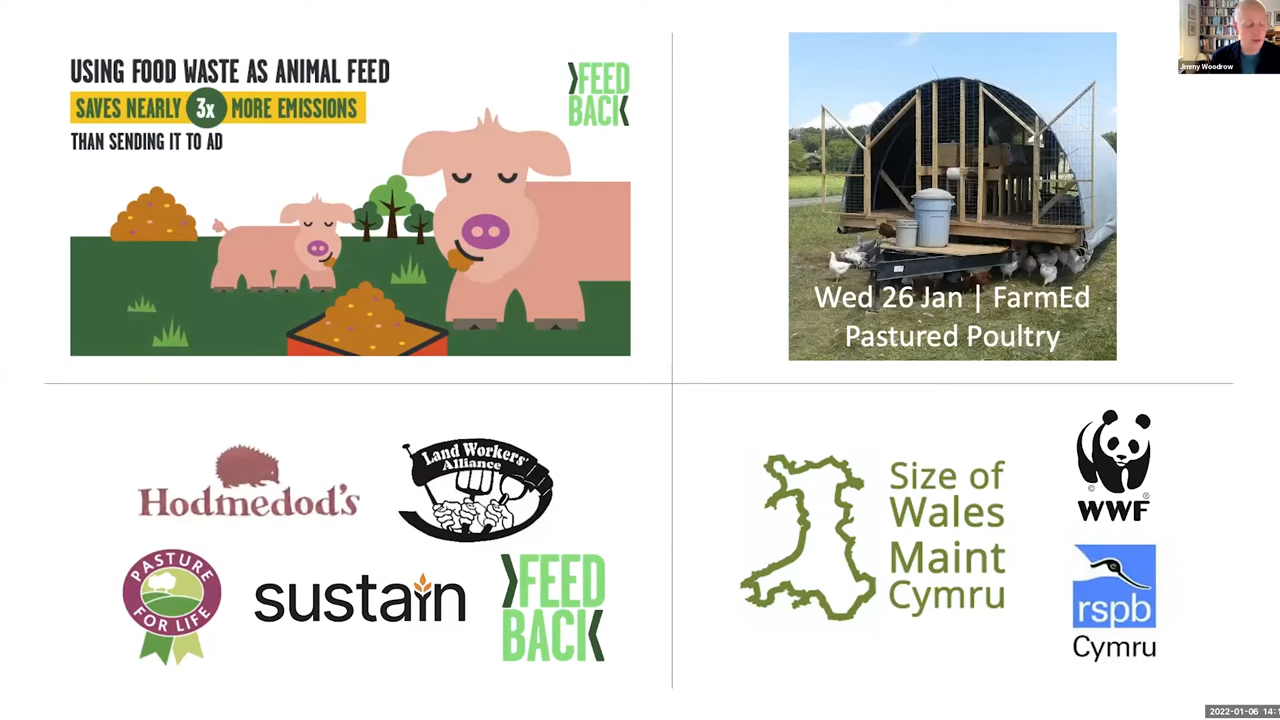 USING FOOD WASTE AS ANIMAL FEED
SAVES NEARLY 3x MORE EMISSIONS
THAN SENDING IT TO AD
FEED
BACK
Jimmy Woodrow
Wed 26 Jan | FarmEd
Pastured Poultry
Hodmedod's
Land Workers'
Alliance
PASTURE
FOR LIFE
sustain
FEED
BACK
Size of
Wales
Maint
Cymru
©
®
WWF
rspb
Cymru
2022-01-06 14:1